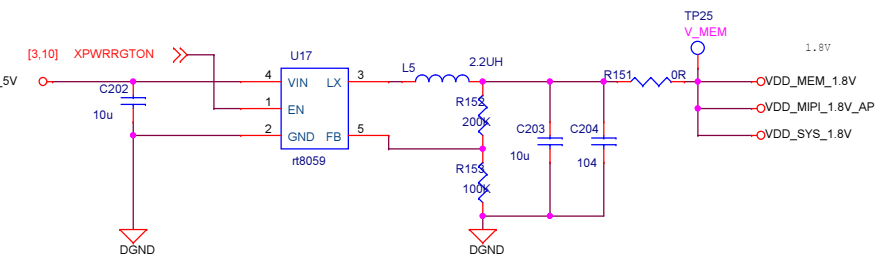 TP25
V_MEM
1.8V
[3,10] XPWRRGTON
U17
L5
2.2UH
_5V
C202
10u
4 VIN LX 3
1 EN
2 GND FB 5
rt8059
R151
0R
VDD_MEM_1.8V
VDD_MIPI_1.8V_AP
VDD_SYS_1.8V
R152
200K
C203
10u
C204
104
R153
100K
DGND
DGND